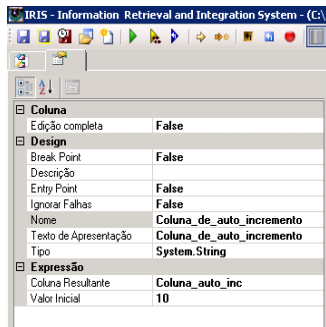 IRIS - Information Retrieval and Integration System - (C:\
Coluna
Edição completa False
Design
Break Point False
Descrição
Entry Point False
Ignorar Falhas False
Nome Coluna_de_auto_incremento
Texto de Apresentação Coluna_de_auto_incremento
Tipo System.String
Expressão
Coluna Resultante Coluna_auto_inc
Valor Inicial 10